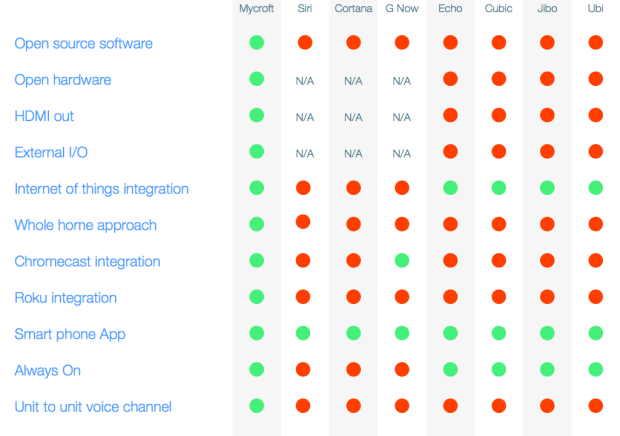 Mycroft Siri Cortana G Now Echo Cubic Jibo Ubi
Open source software
Open hardware N/A N/A N/A
HDMI out N/A N/A N/A
External I/O N/A N/A N/A
Internet of things integration
Whole home approach
Chromecast integration
Roku integration
Smart phone App
Always On
Unit to unit voice channel